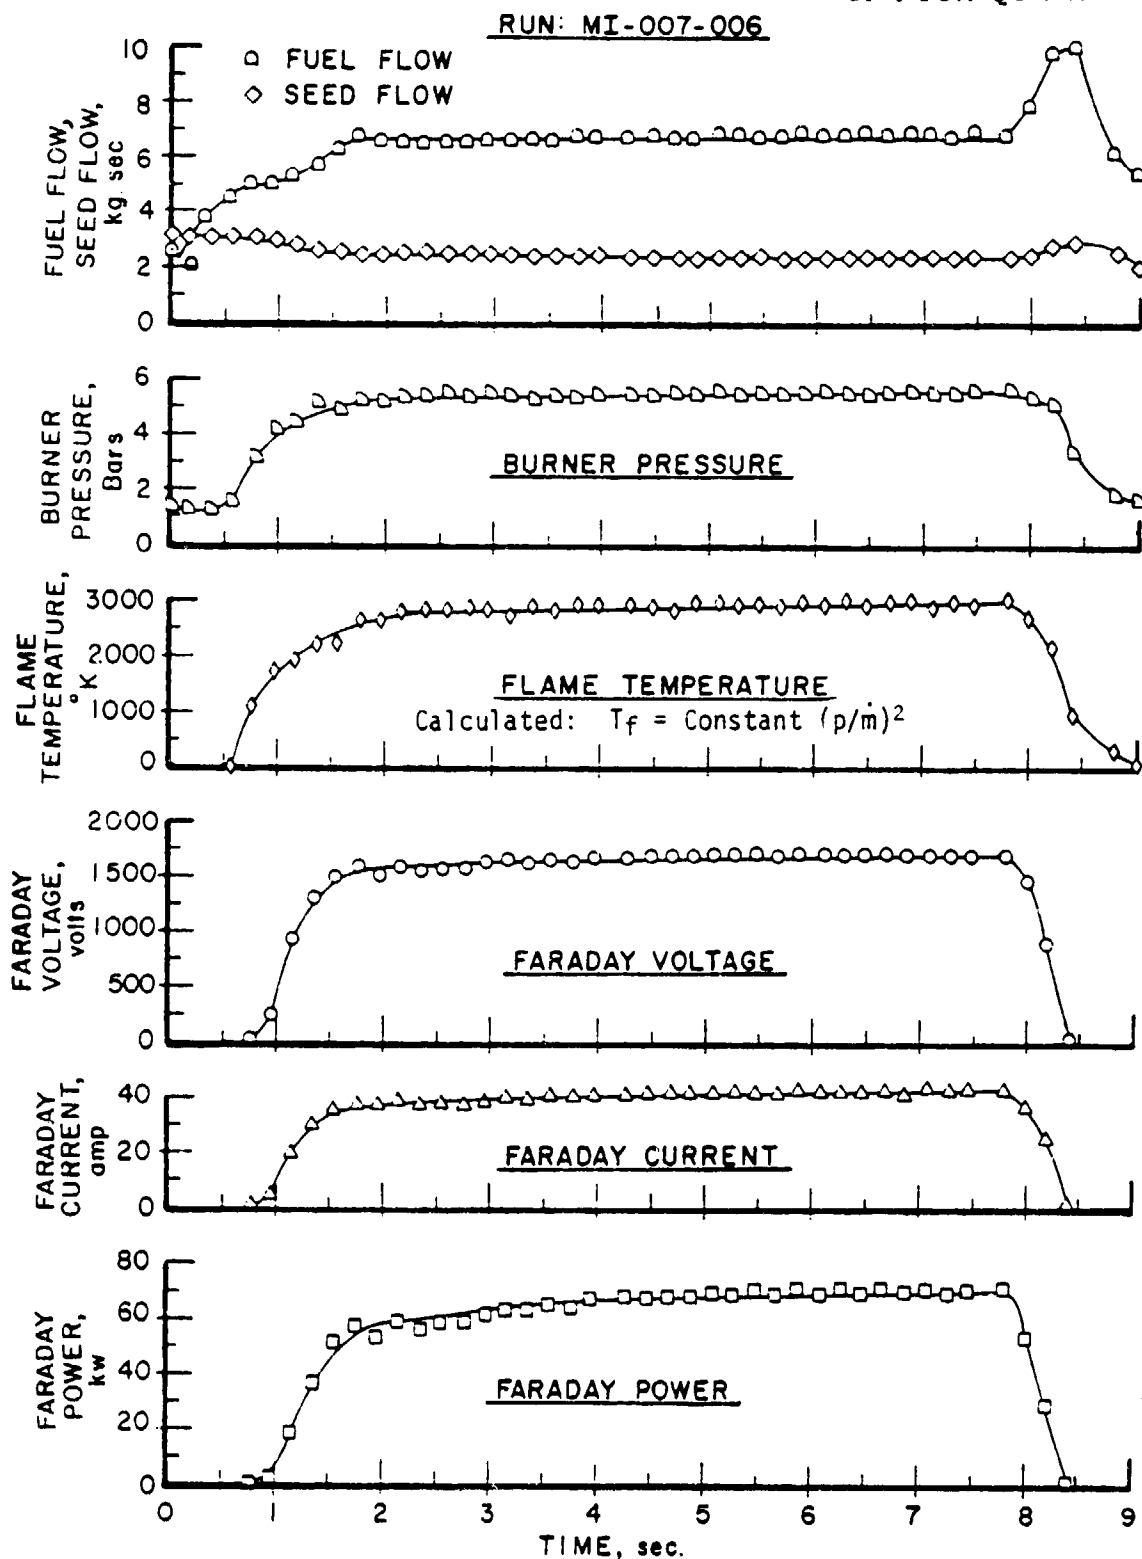 RUN: MI-007-006
FUEL FLOW
SEED FLOW
FUEL FLOW,
SEED FLOW,
kg. sec
10
8
6
4
2
0
BURNER
PRESSURE,
Bars
6
4
2
0
BURNER PRESSURE
FLAME
TEMPERATURE,
°K
3000
2000
1000
0
FLAME TEMPERATURE
Calculated: Tf = Constant (p/ṁ)²
FARADAY
VOLTAGE,
volts
2000
1500
1000
500
0
FARADAY VOLTAGE
FARADAY
CURRENT,
amp
40
20
0
FARADAY CURRENT
FARADAY
POWER,
kw
80
60
40
20
0
FARADAY POWER
0 1 2 3 4 5 6 7 8 9
TIME, sec.